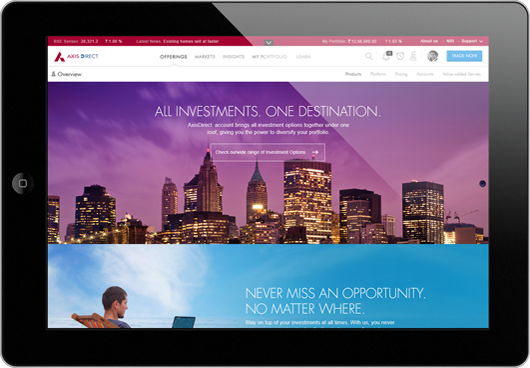 BSE Sensex: 26,321.2 ₹ 1.06 %
Latest News Existing homes sell at faster
My Portfolio: ₹ 12,00,000.00
1.02 %
About us
NRI
Support
AXIS DIRECT
OFFERINGS
MARKETS
INSIGHTS
MY PORTFOLIO
LEARN
TRADE NOW
Overview
Products
Platform
Pricing
Accounts
Value added Servies
ALL INVESTMENTS. ONE DESTINATION.
AxisDirect account brings all investment options together under one
roof, giving you the power to diversify your portfolio.
Check ourwide range of Investment Options
NEVER MISS AN OPPORTUNITY.
NO MATTER WHERE.
Stay on top of your investments at all times. With us, you never